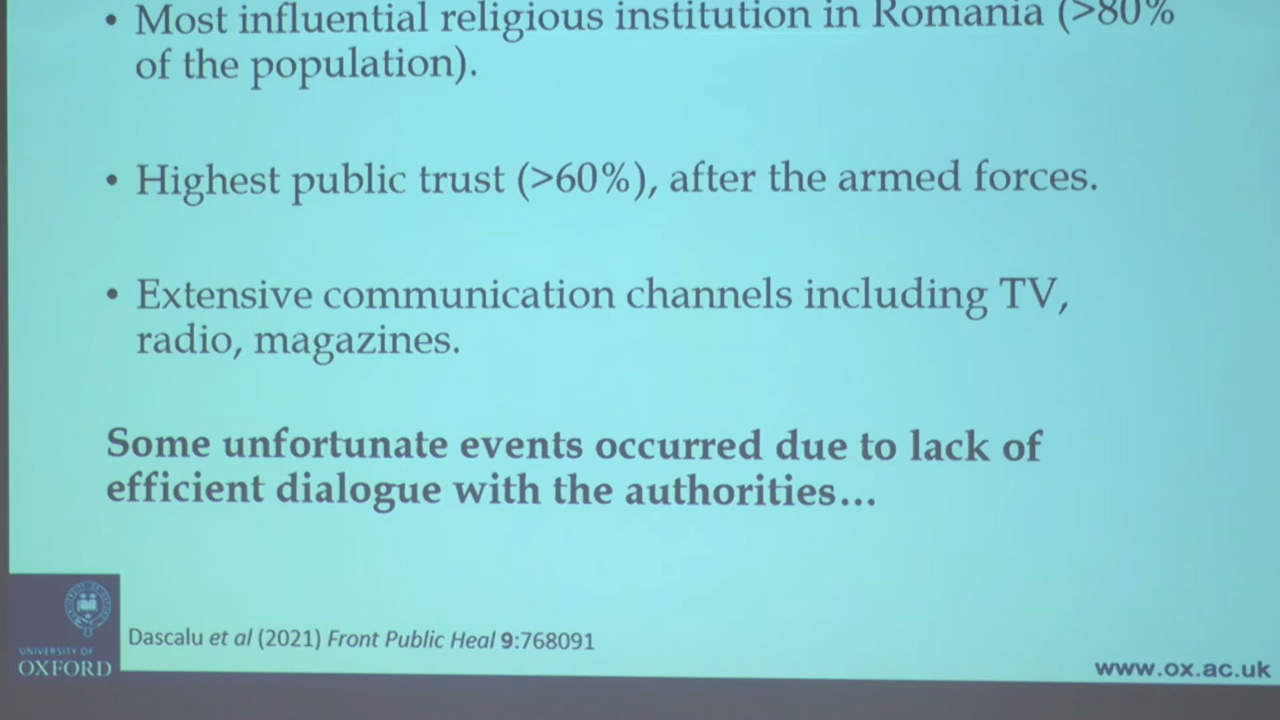 • Most influential religious institution in Romania (>80%
of the population).
• Highest public trust (>60%), after the armed forces.
• Extensive communication channels including TV,
radio, magazines.
Some unfortunate events occurred due to lack of
efficient dialogue with the authorities...
UNIVERSITY OF
OXFORD
Dascalu et al (2021) Front Public Heal 9:768091
www.ox.ac.uk